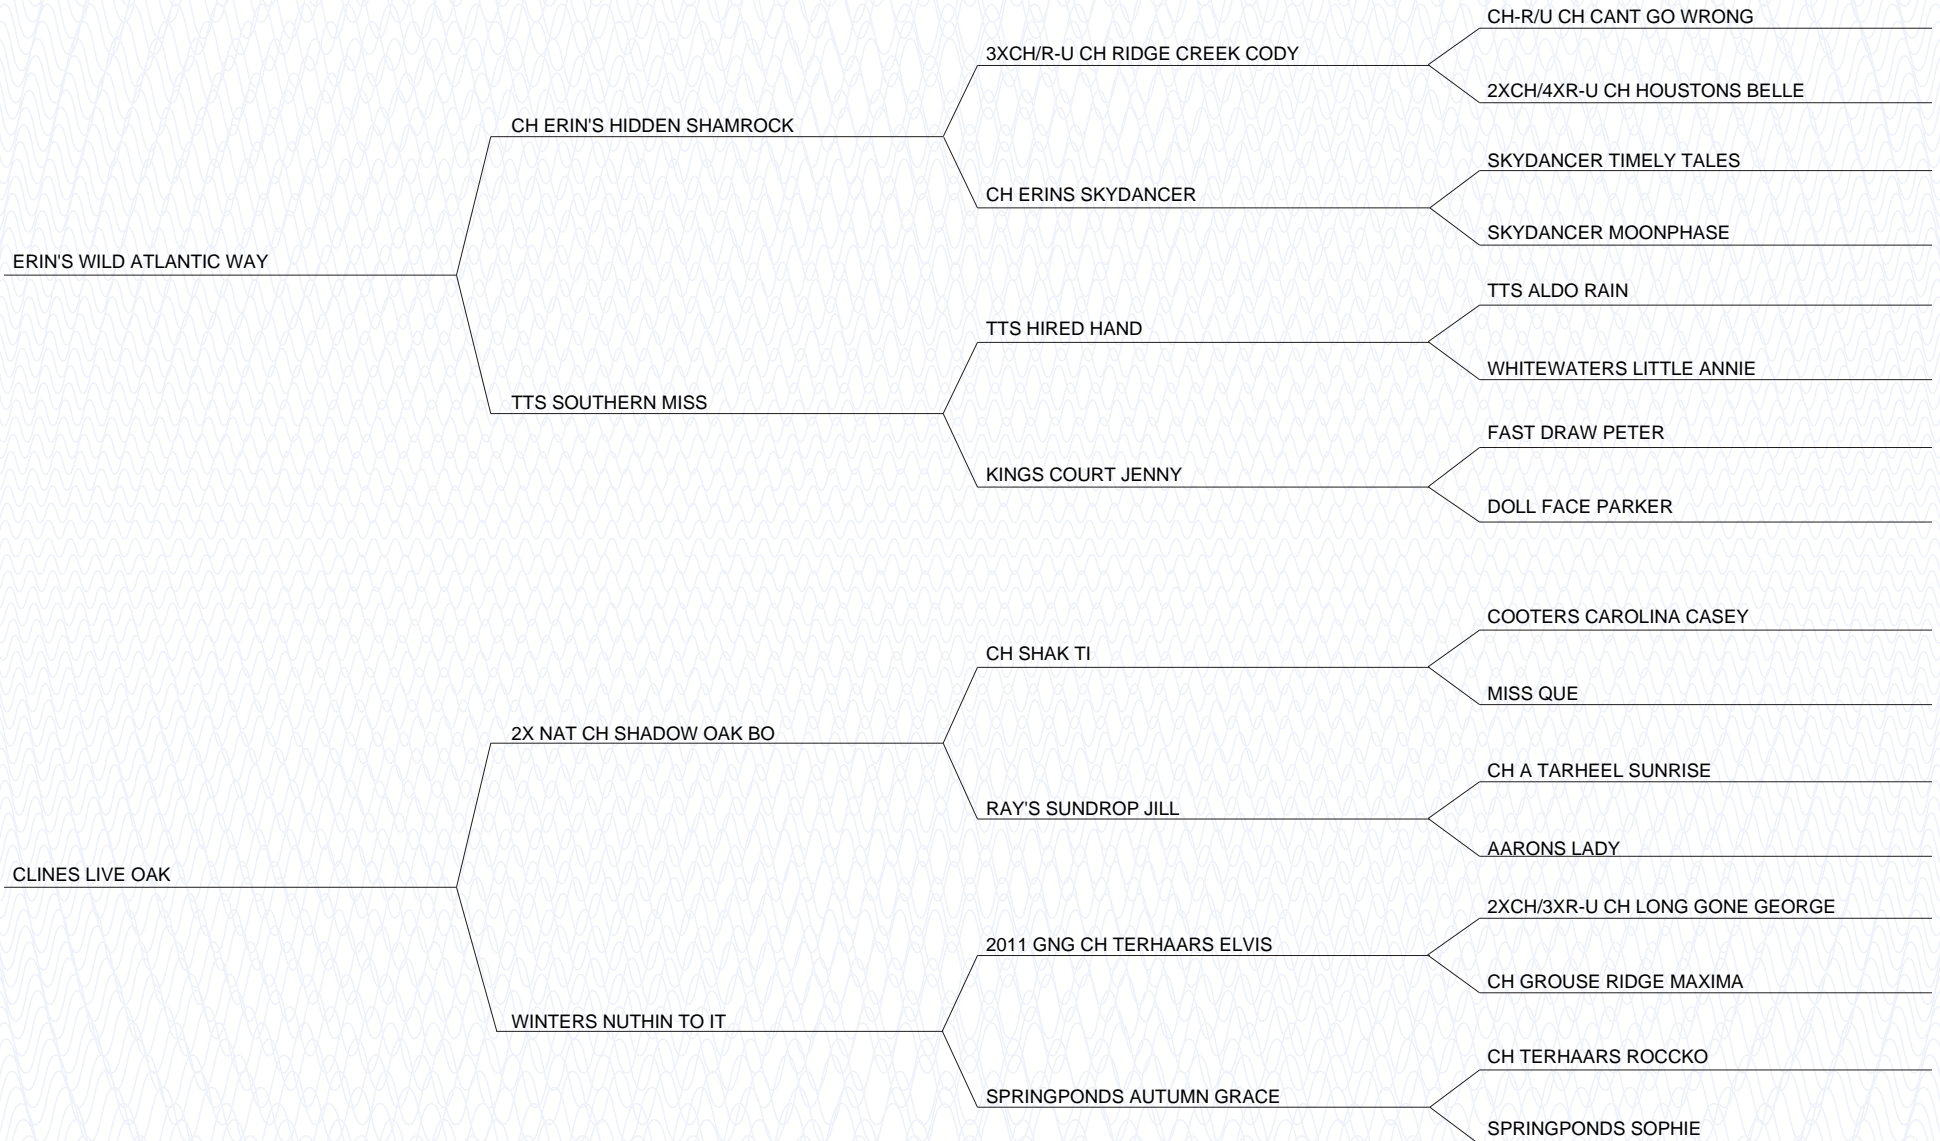 CH-R/U CH CANT GO WRONG
3XCH/R-U CH RIDGE CREEK CODY
2XCH/4XR-U CH HOUSTONS BELLE
CH ERIN'S HIDDEN SHAMROCK
SKYDANCER TIMELY TALES
CH ERINS SKYDANCER
SKYDANCER MOONPHASE
ERIN'S WILD ATLANTIC WAY
TTS ALDO RAIN
TTS HIRED HAND
WHITEWATERS LITTLE ANNIE
TTS SOUTHERN MISS
FAST DRAW PETER
KINGS COURT JENNY
DOLL FACE PARKER
COOTERS CAROLINA CASEY
CH SHAK TI
MISS QUE
2X NAT CH SHADOW OAK BO
CH A TARHEEL SUNRISE
RAY'S SUNDROP JILL
AARONS LADY
CLINES LIVE OAK
2XCH/3XR-U CH LONG GONE GEORGE
2011 GNG CH TERHAARS ELVIS
CH GROUSE RIDGE MAXIMA
WINTERS NUTHIN TO IT
CH TERHAARS ROCCKO
SPRINGPONDS AUTUMN GRACE
SPRINGPONDS SOPHIE